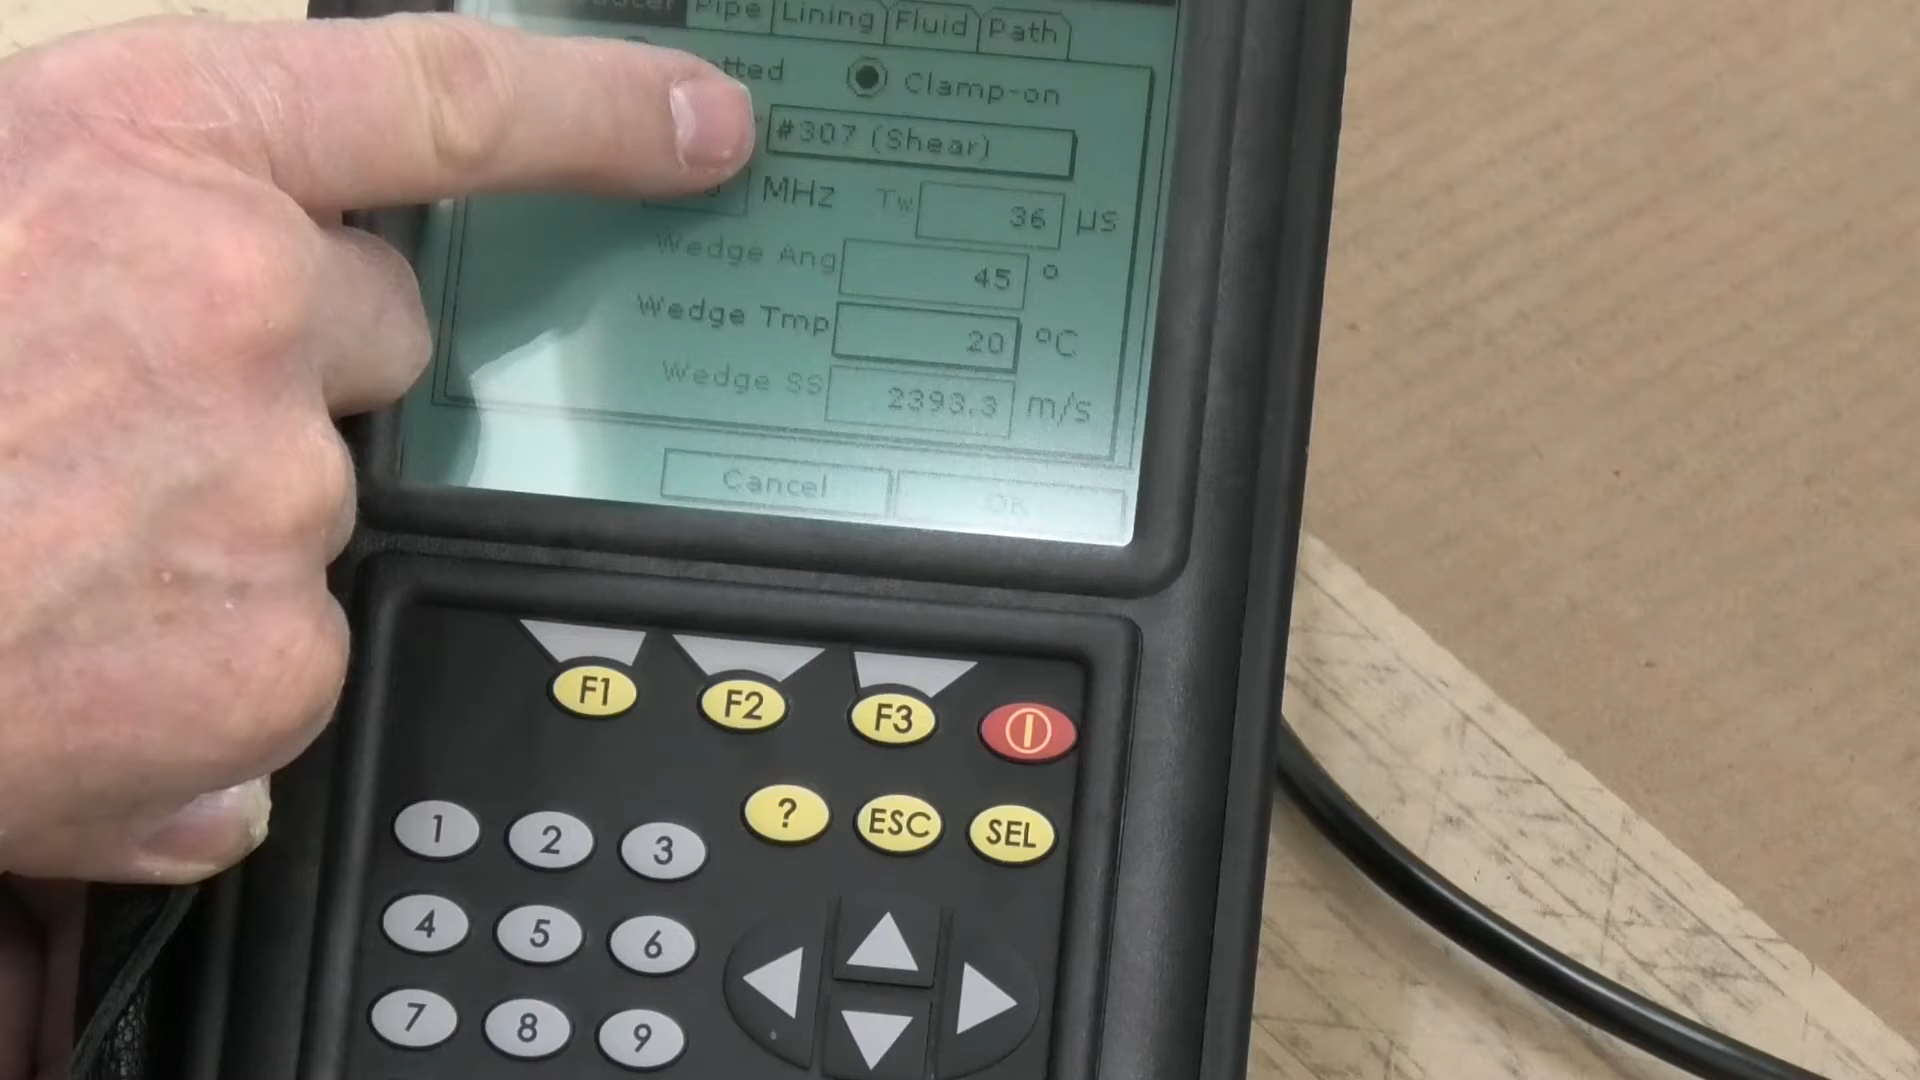 Pipe Lining Fluid Path
Clamp-on
#307 (Shear)
MHz Tw 36 µs
Wedge Ang 45 º
Wedge Tmp 20 ºC
Wedge SS 2393.3 m/s
Cancel OK
F1 F2 F3
? ESC SEL
1 2 3
4 5 6
7 8 9